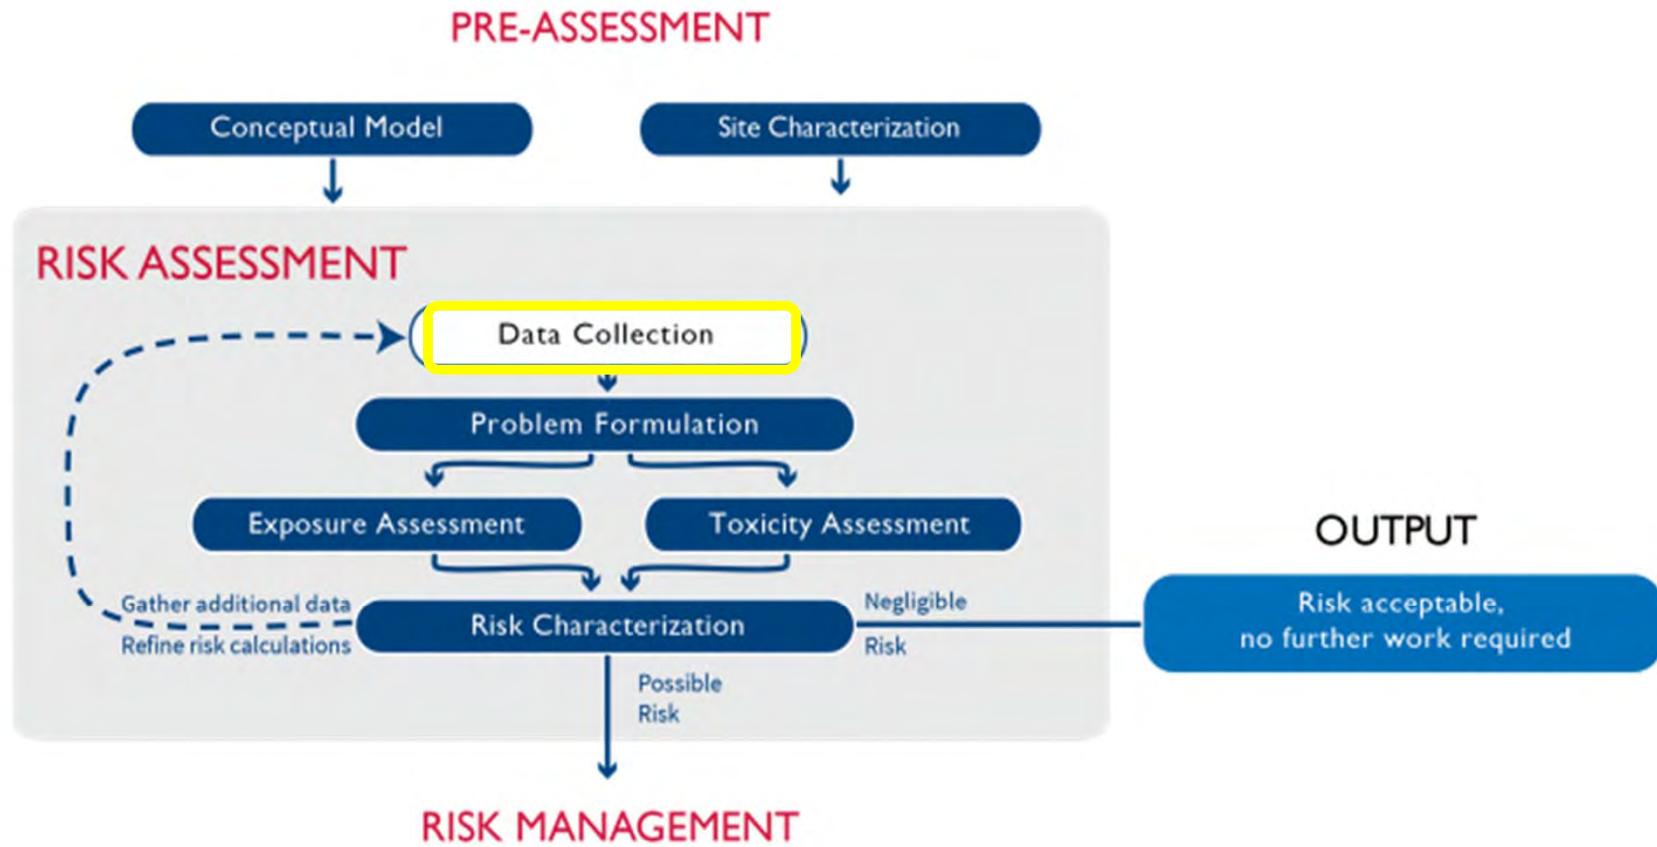 PRE-ASSESSMENT
Conceptual Model
Site Characterization
RISK ASSESSMENT
Data Collection
Problem Formulation
Exposure Assessment
Toxicity Assessment
OUTPUT
Gather additional data
Refine risk calculations
Risk Characterization
Negligible
Risk
Risk acceptable,
no further work required
Possible
Risk
RISK MANAGEMENT